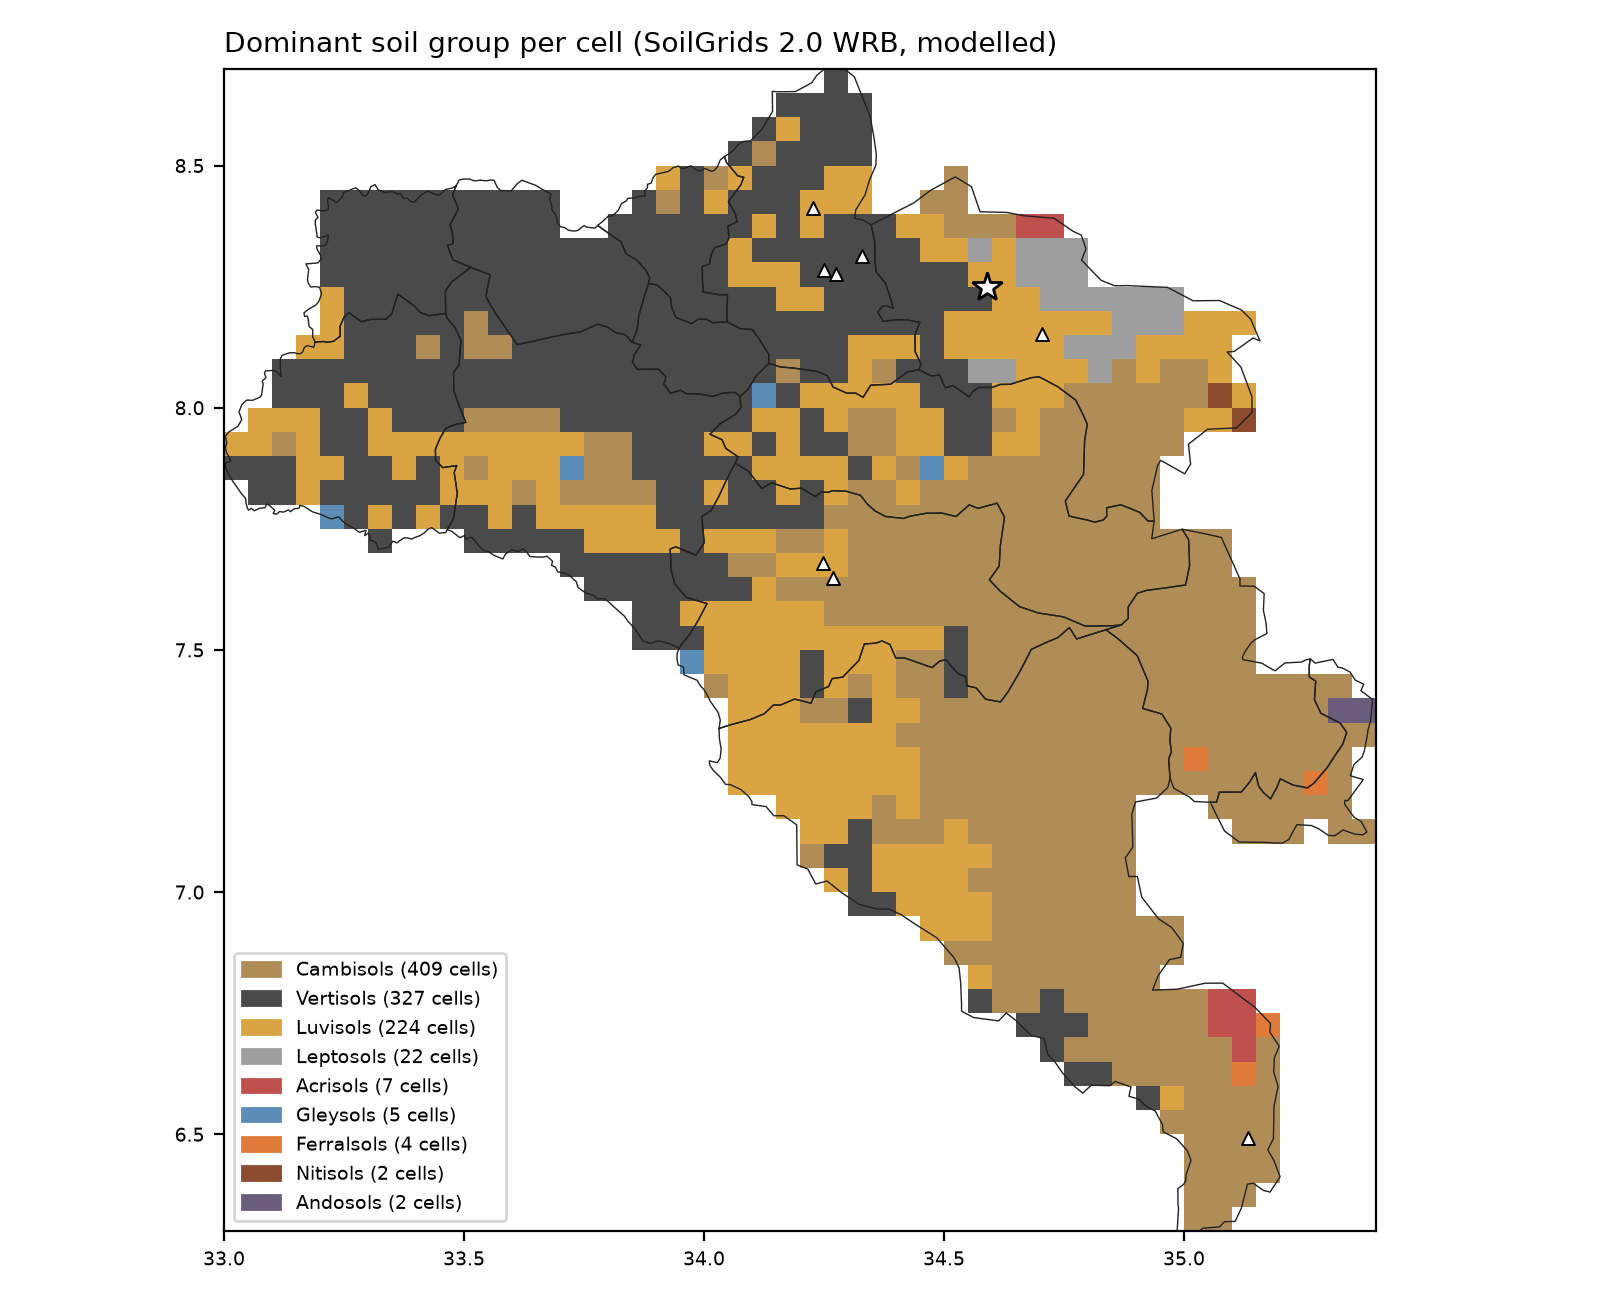 Dominant soil group per cell (SoilGrids 2.0 WRB, modelled)
8.5
8.0
7.5
7.0
6.5
Cambisols (409 cells)
Vertisols (327 cells)
Luvisols (224 cells)
Leptosols (22 cells)
Acrisols (7 cells)
Gleysols (5 cells)
Ferralsols (4 cells)
Nitisols (2 cells)
Andosols (2 cells)
33.0 33.5 34.0 34.5 35.0